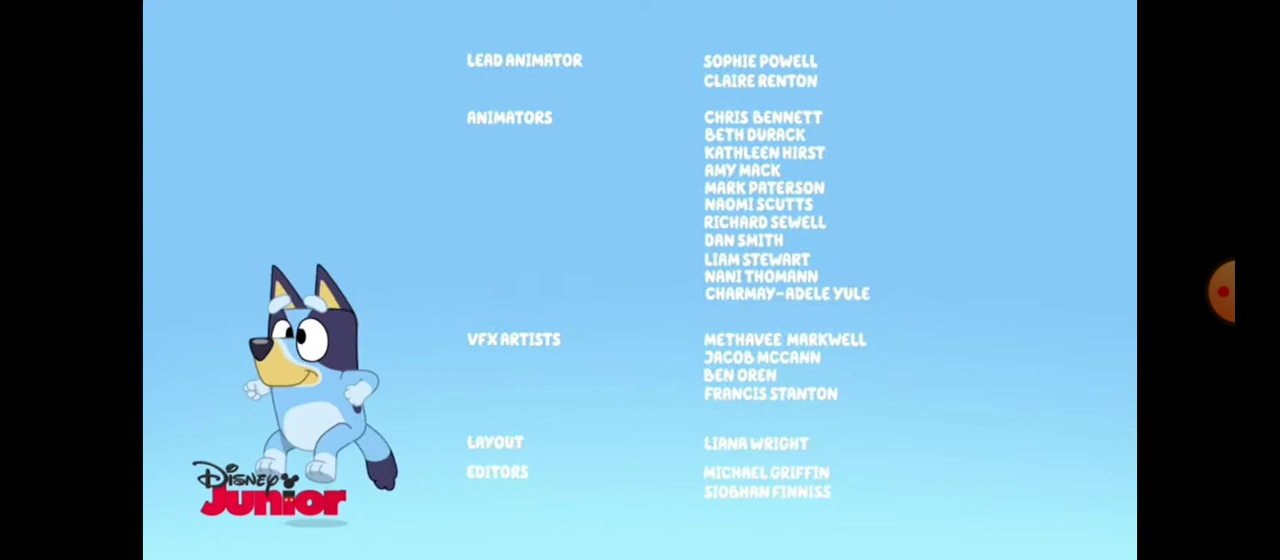 LEAD ANIMATOR SOPHIE POWELL
CLAIRE RENTON
ANIMATORS CHRIS BENNETT
BETH DURACK
KATHLEEN HIRST
AMY MACK
MARK PATERSON
NAOMI SCUTTS
RICHARD SEWELL
DAN SMITH
LIAM STEWART
NANI THOMANN
CHARMAY-ADELE YULE
VFX ARTISTS METHAVEE MARKWELL
JACOB MCCANN
BEN OREN
FRANCIS STANTON
LAYOUT LIANA WRIGHT
EDITORS MICHAEL GRIFFIN
SIOBHAN FINNISS
Disney
Junior